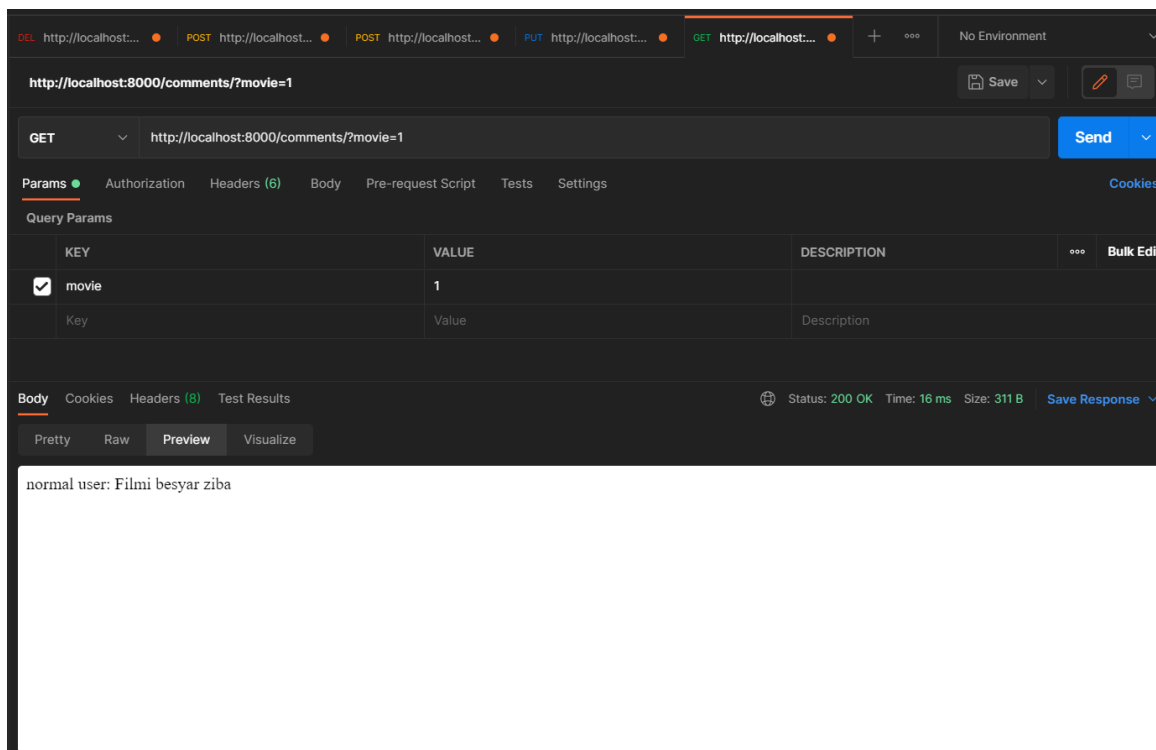 DEL http://localhost:... POST http://localhost... POST http://localhost... PUT http://localhost:... GET http://localhost:... No Environment
http://localhost:8000/comments/?movie=1 Save
GET http://localhost:8000/comments/?movie=1 Send
Params Authorization Headers (6) Body Pre-request Script Tests Settings Cookies
Query Params
KEY VALUE DESCRIPTION Bulk Edi
movie 1
Key Value Description
Body Cookies Headers (8) Test Results Status: 200 OK Time: 16 ms Size: 311 B Save Response
Pretty Raw Preview Visualize
normal user: Filmi besyar ziba